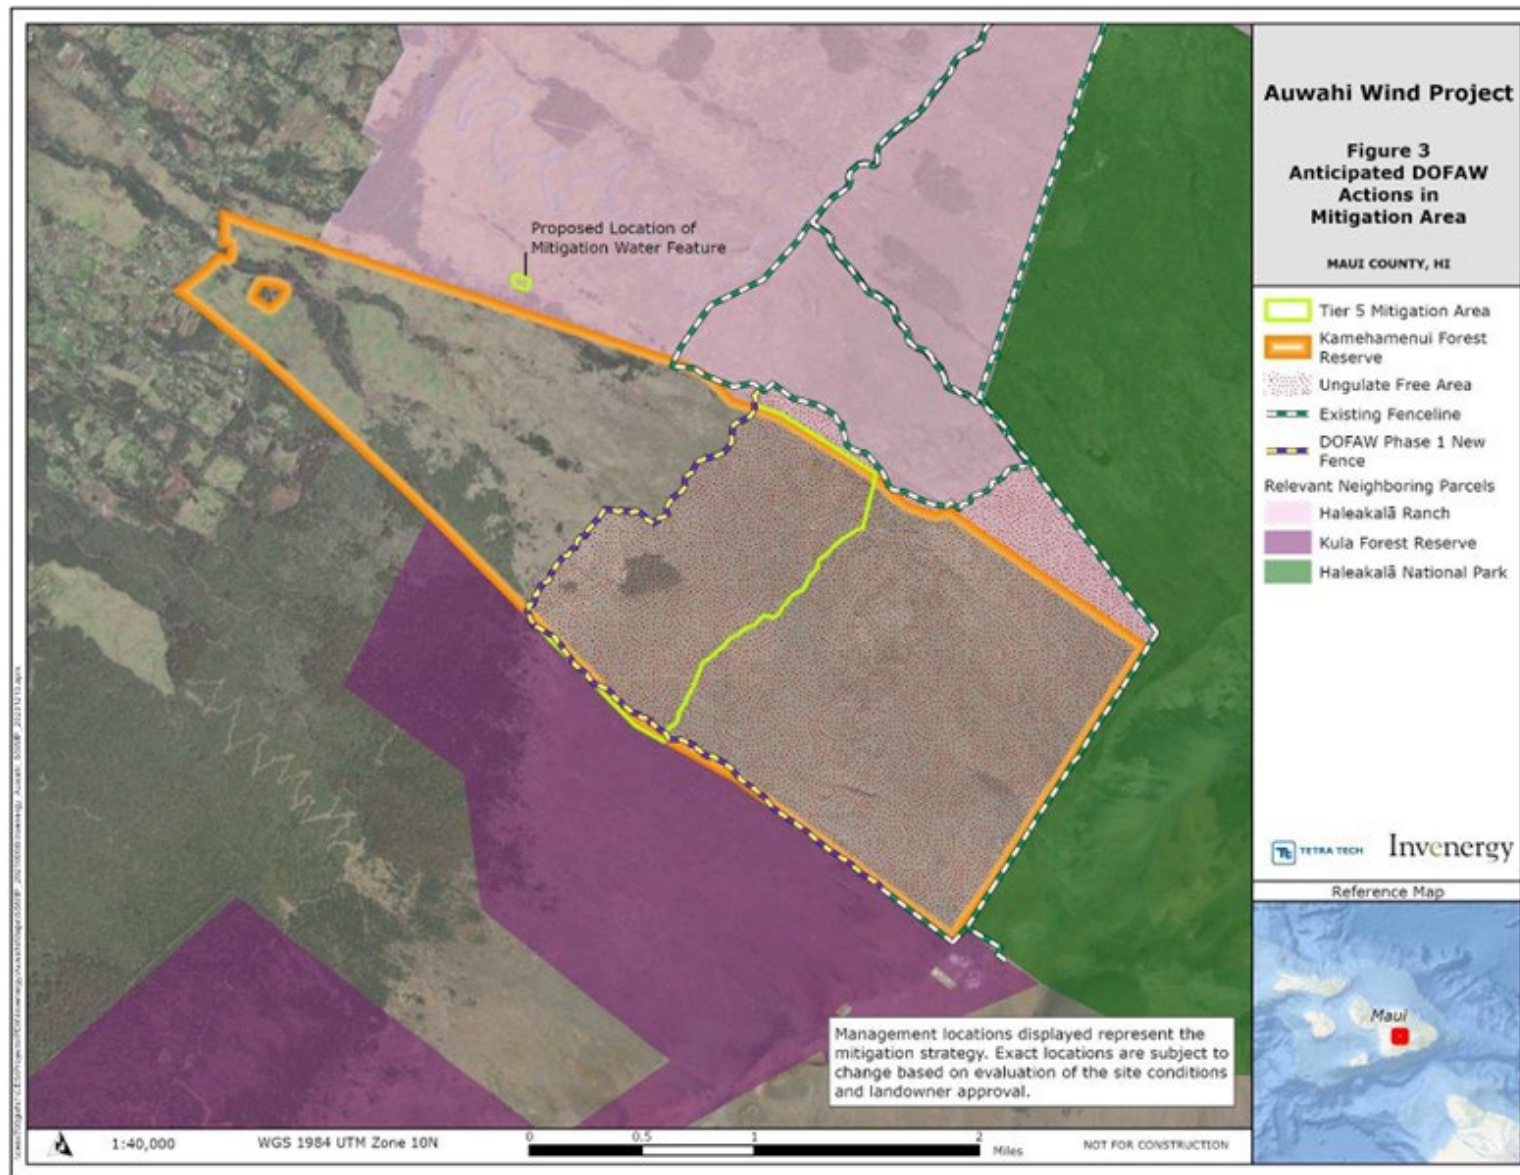 Auwahi Wind Project
Figure 3
Anticipated DOFAW
Actions in
Mitigation Area
MAUI COUNTY, HI
Tier 5 Mitigation Area
Kamehamenui Forest
Reserve
Ungulate Free Area
Existing Fenceline
DOFAW Phase 1 New
Fence
Relevant Neighboring Parcels
Haleakalā Ranch
Kula Forest Reserve
Haleakalā National Park
TETRA TECH
Invenergy
Reference Map
Maui
Proposed Location of
Mitigation Water Feature
Management locations displayed represent the
mitigation strategy. Exact locations are subject to
change based on evaluation of the site conditions
and landowner approval.
1:40,000
WGS 1984 UTM Zone 10N
0 0.5 1 2
Miles
NOT FOR CONSTRUCTION